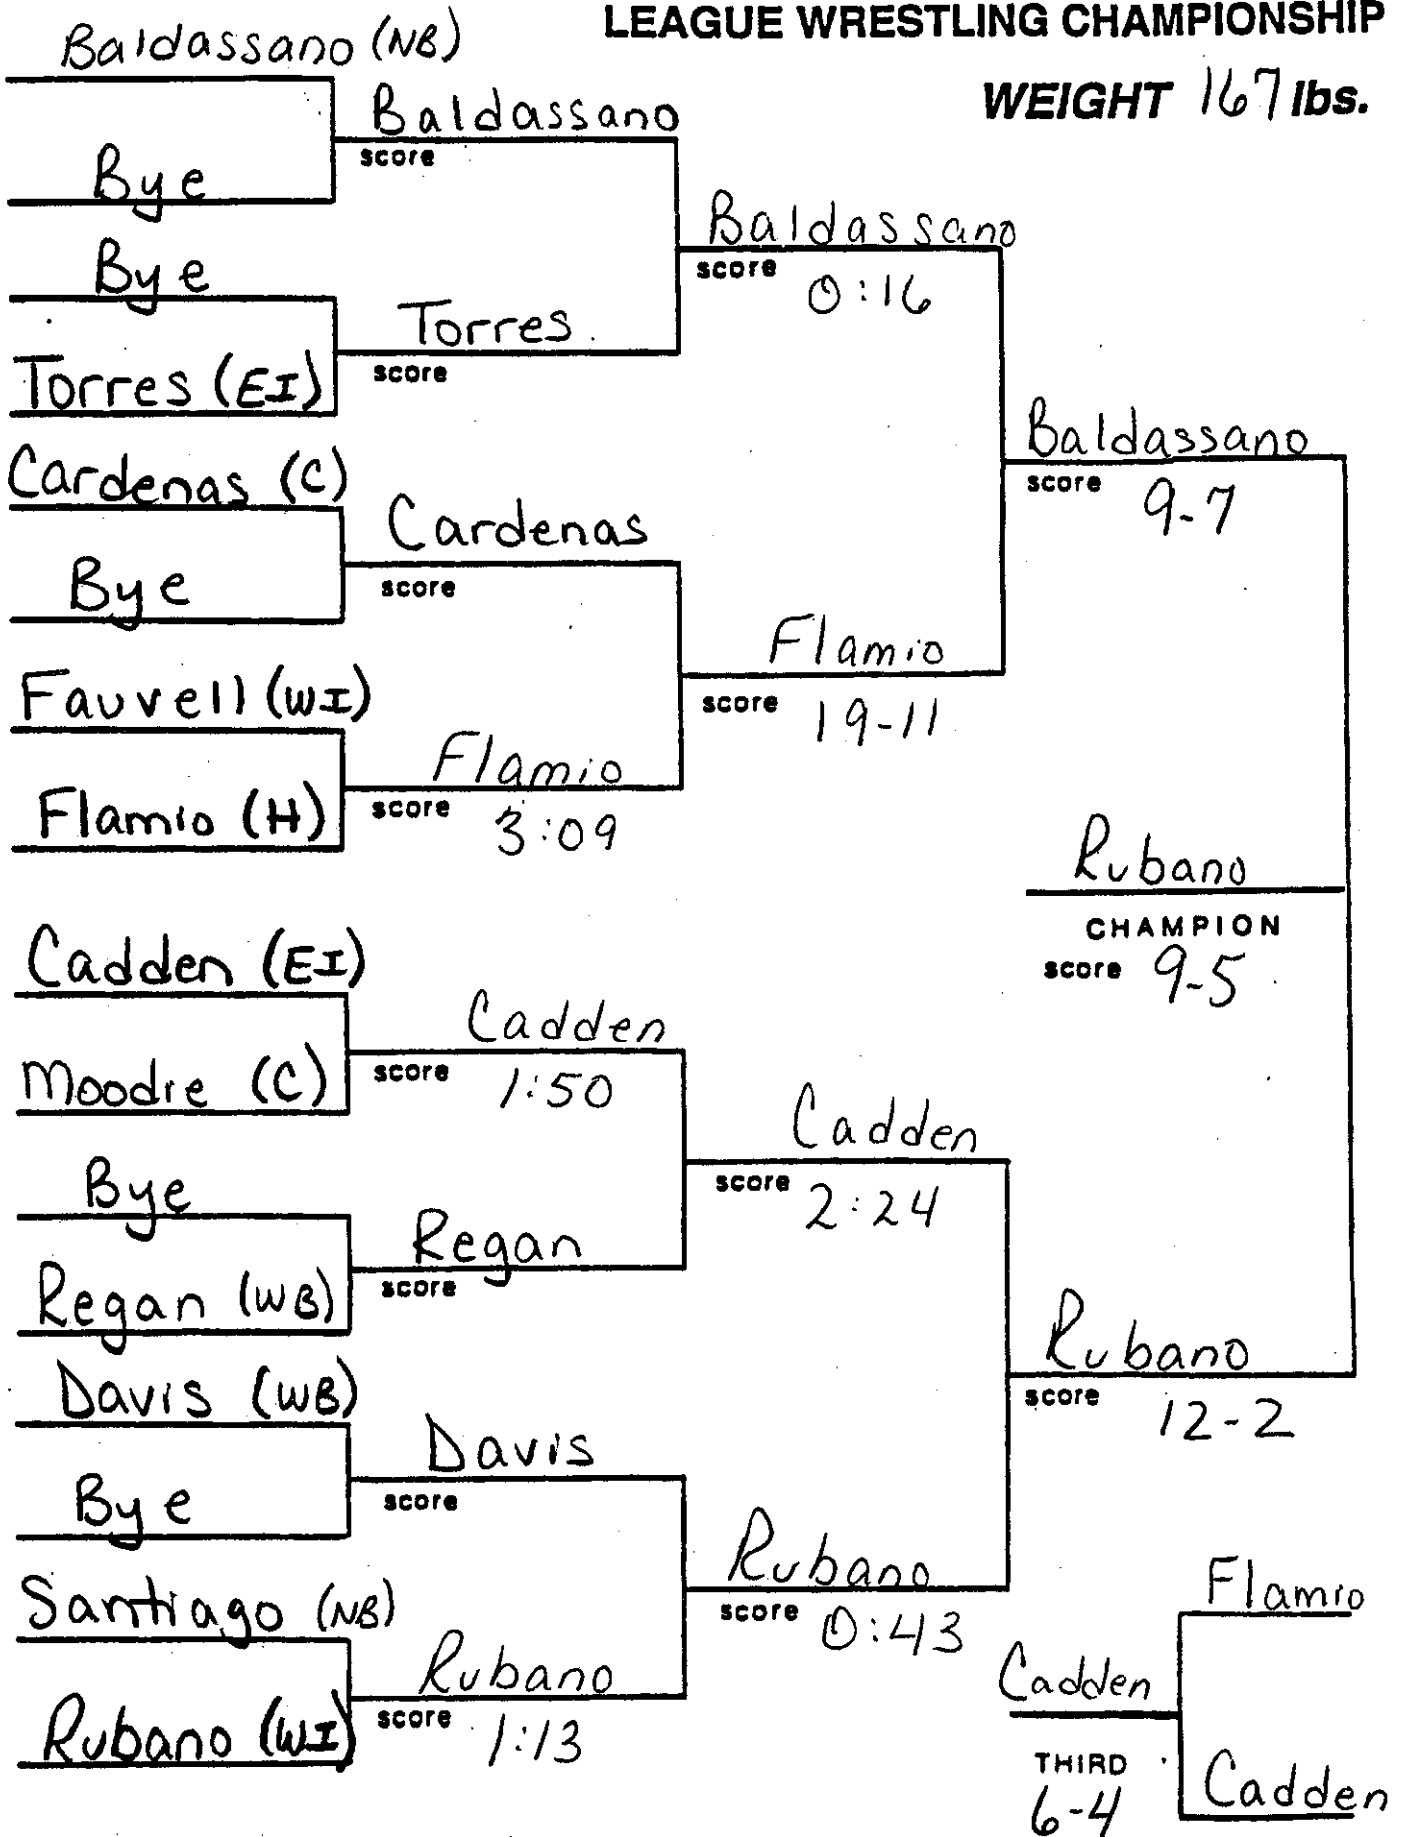 LEAGUE WRESTLING CHAMPIONSHIP
WEIGHT 167 lbs.
Baldassano (NB)
Bye
Bye
Torres (EI)
Cardenas (C)
Bye
Fauvell (WI)
Flamio (H)
Cadden (EI)
Moodie (C)
Bye
Regan (WB)
Davis (WB)
Bye
Santiago (NB)
Rubano (WI)
Baldassano
score
Torres
score
Cardenas
score
Flamio
score 3:09
Cadden
score 1:50
Regan
score
Davis
score
Rubano
score 1:13
Baldassano
score 0:16
Flamio
score 19-11
Cadden
score 2:24
Rubano
score 0:43
Baldassano
score 9-7
Rubano
score 12-2
Rubano
CHAMPION
score 9-5
Flamio
Cadden
Cadden
THIRD
6-4